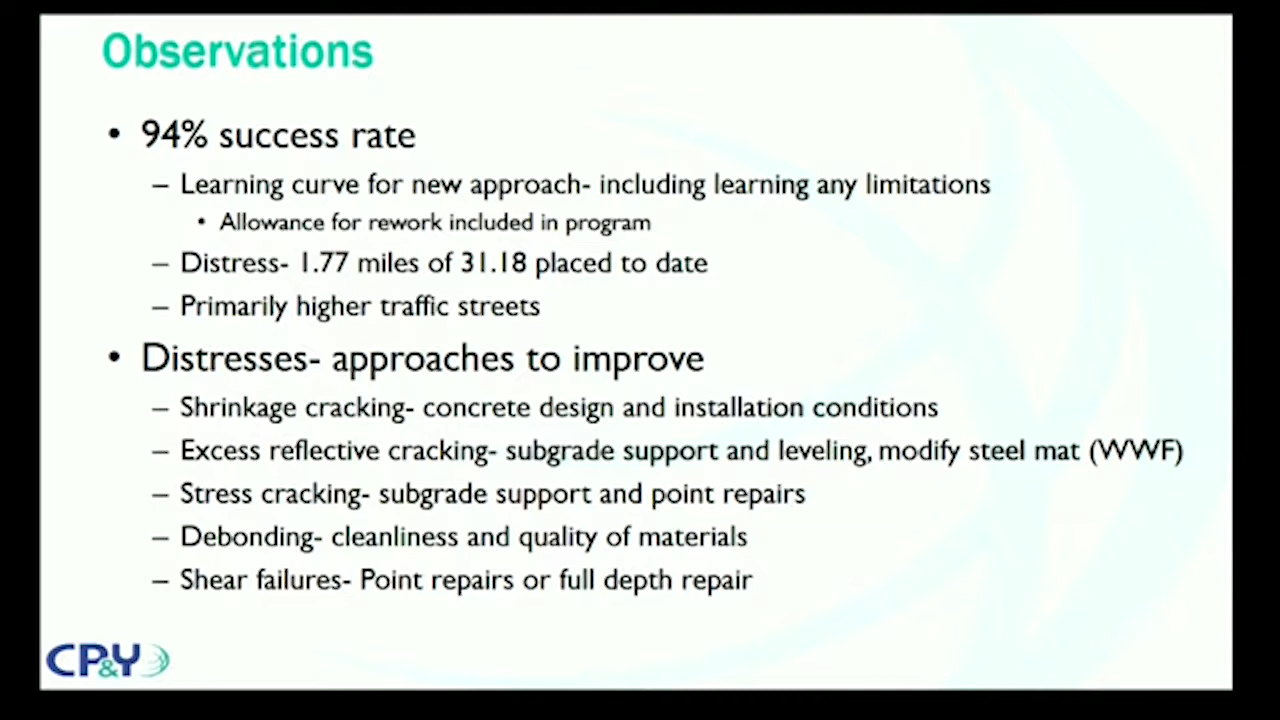 Observations
• 94% success rate
– Learning curve for new approach- including learning any limitations
• Allowance for rework included in program
– Distress- 1.77 miles of 31.18 placed to date
– Primarily higher traffic streets
• Distresses- approaches to improve
– Shrinkage cracking- concrete design and installation conditions
– Excess reflective cracking- subgrade support and leveling, modify steel mat (WWF)
– Stress cracking- subgrade support and point repairs
– Debonding- cleanliness and quality of materials
– Shear failures- Point repairs or full depth repair
CP&Y